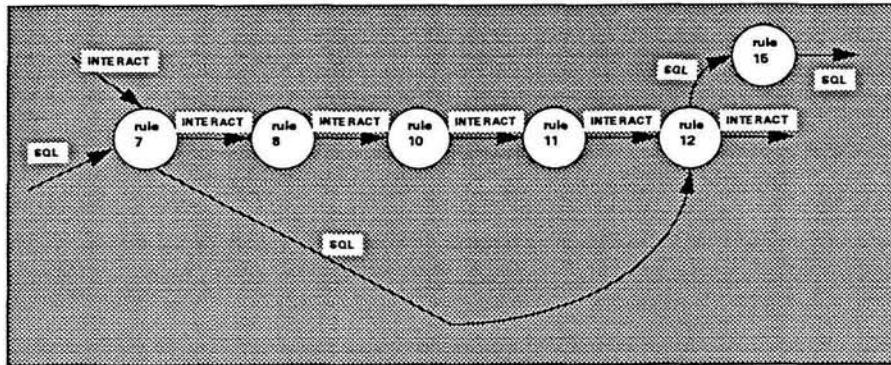 rule
15
SQL
SQL
INTERACT
rule
7
INTERACT
rule
8
INTERACT
rule
10
INTERACT
rule
11
INTERACT
rule
12
INTERACT
SQL
SQL